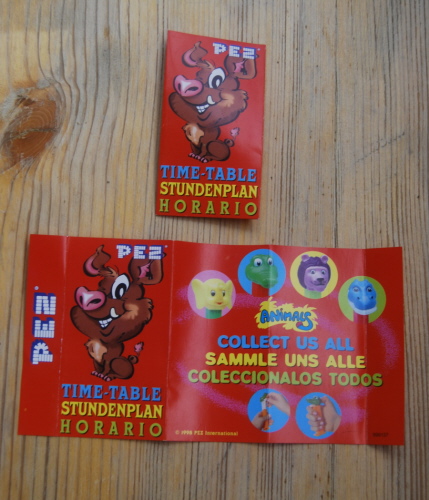 PEZ
TIME-TABLE
STUNDENPLAN
HORARIO
PEZ
PEZ
TIME-TABLE
STUNDENPLAN
HORARIO
ANIMALS
COLLECT US ALL
SAMMLE UNS ALLE
COLECCIONALOS TODOS
© 1998 PEZ International